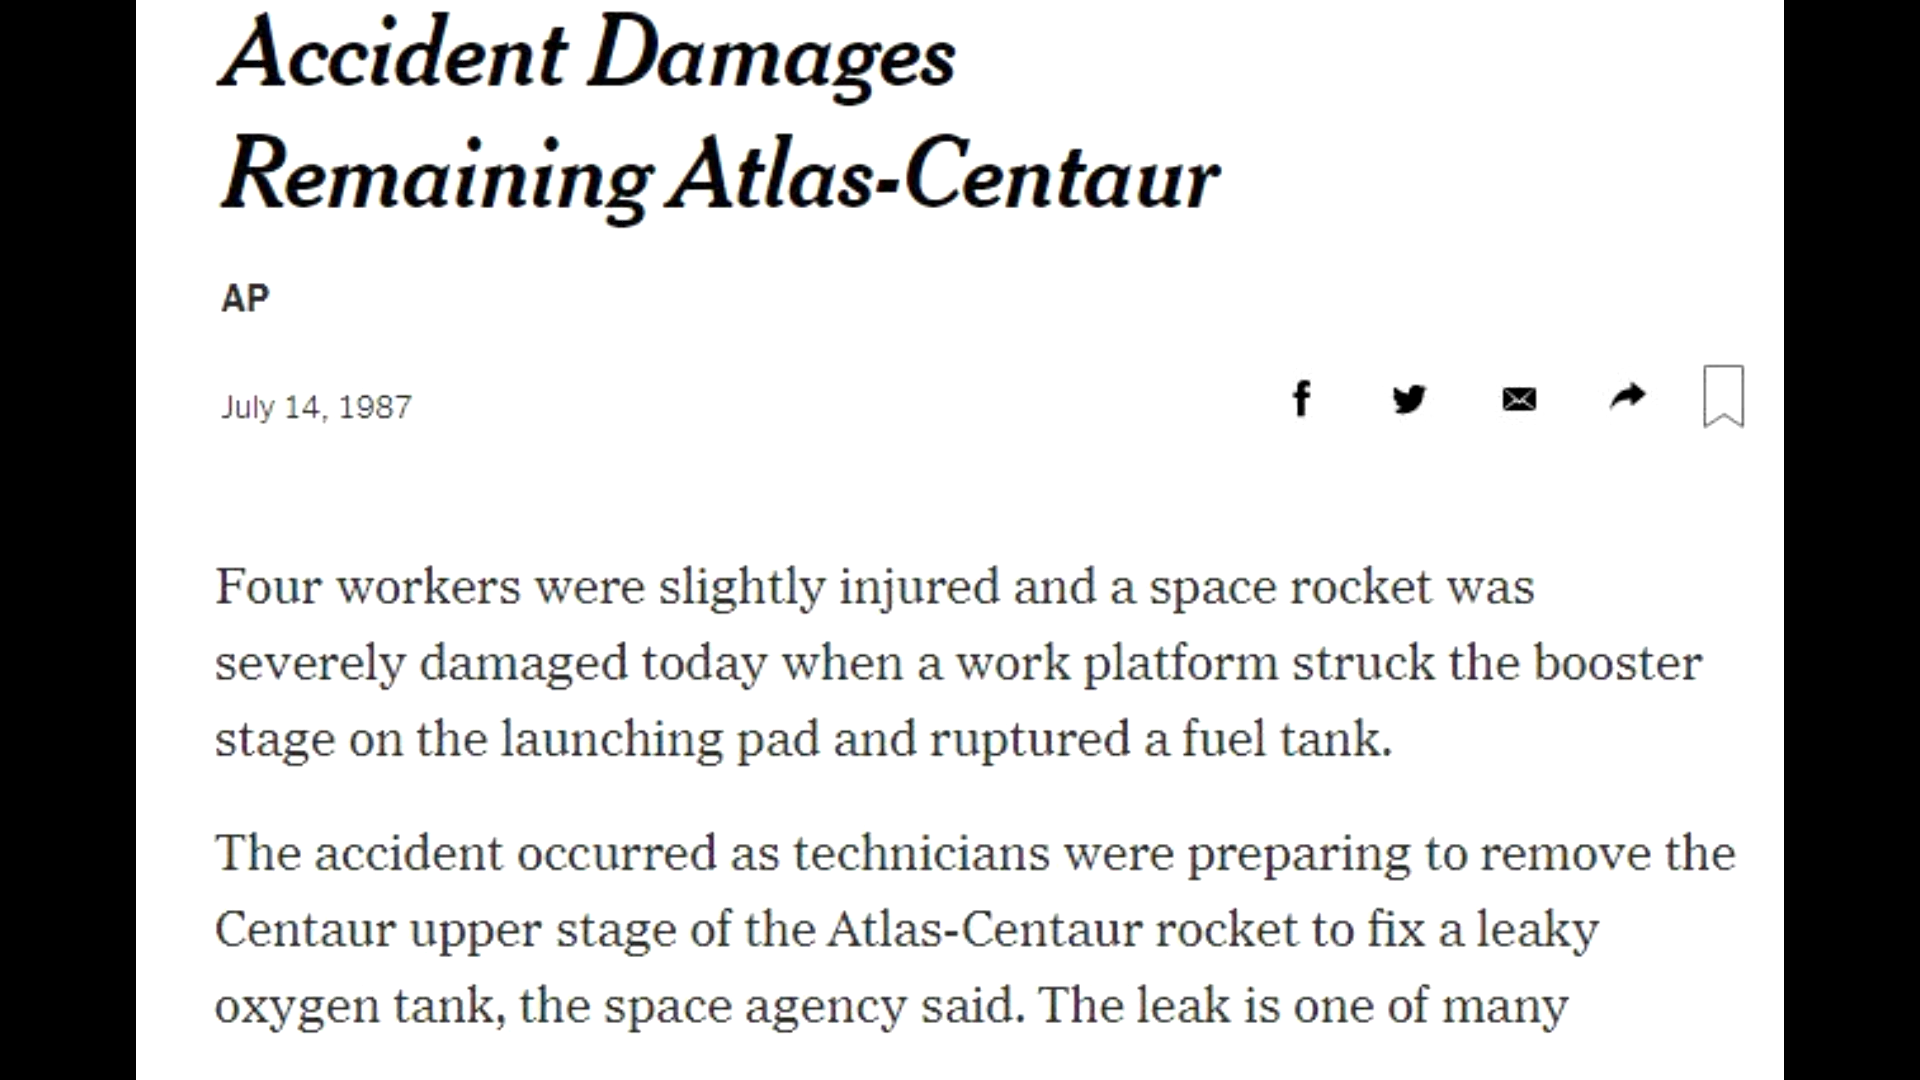 Accident Damages
Remaining Atlas-Centaur
AP
July 14, 1987
Four workers were slightly injured and a space rocket was
severely damaged today when a work platform struck the booster
stage on the launching pad and ruptured a fuel tank.
The accident occurred as technicians were preparing to remove the
Centaur upper stage of the Atlas-Centaur rocket to fix a leaky
oxygen tank, the space agency said. The leak is one of many